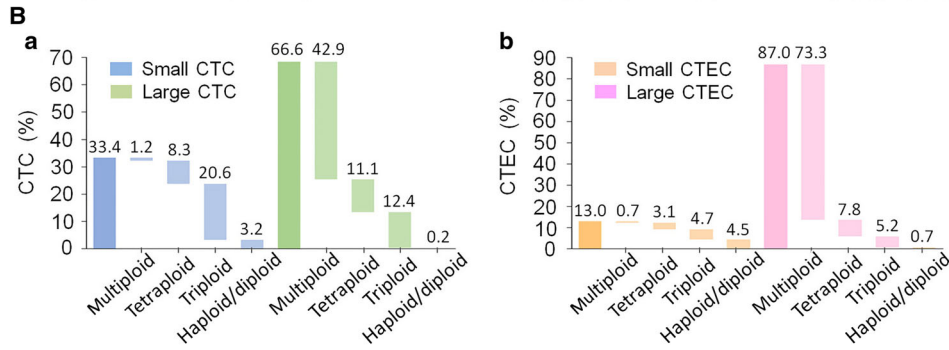 B
a
70
60
50
40
30
20
10
0
CTC (%)
Small CTC
Large CTC
33.4 1.2 8.3 20.6 3.2 66.6 42.9 11.1 12.4 0.2
Multiploid Tetraploid Triploid Haploid/diploid Multiploid Tetraploid Triploid Haploid/diploid
b
90
80
70
60
50
40
30
20
10
0
CTEC (%)
Small CTEC
Large CTEC
13.0 0.7 3.1 4.7 4.5 87.0 73.3 7.8 5.2 0.7
Multiploid Tetraploid Triploid Haploid/diploid Multiploid Tetraploid Triploid Haploid/diploid